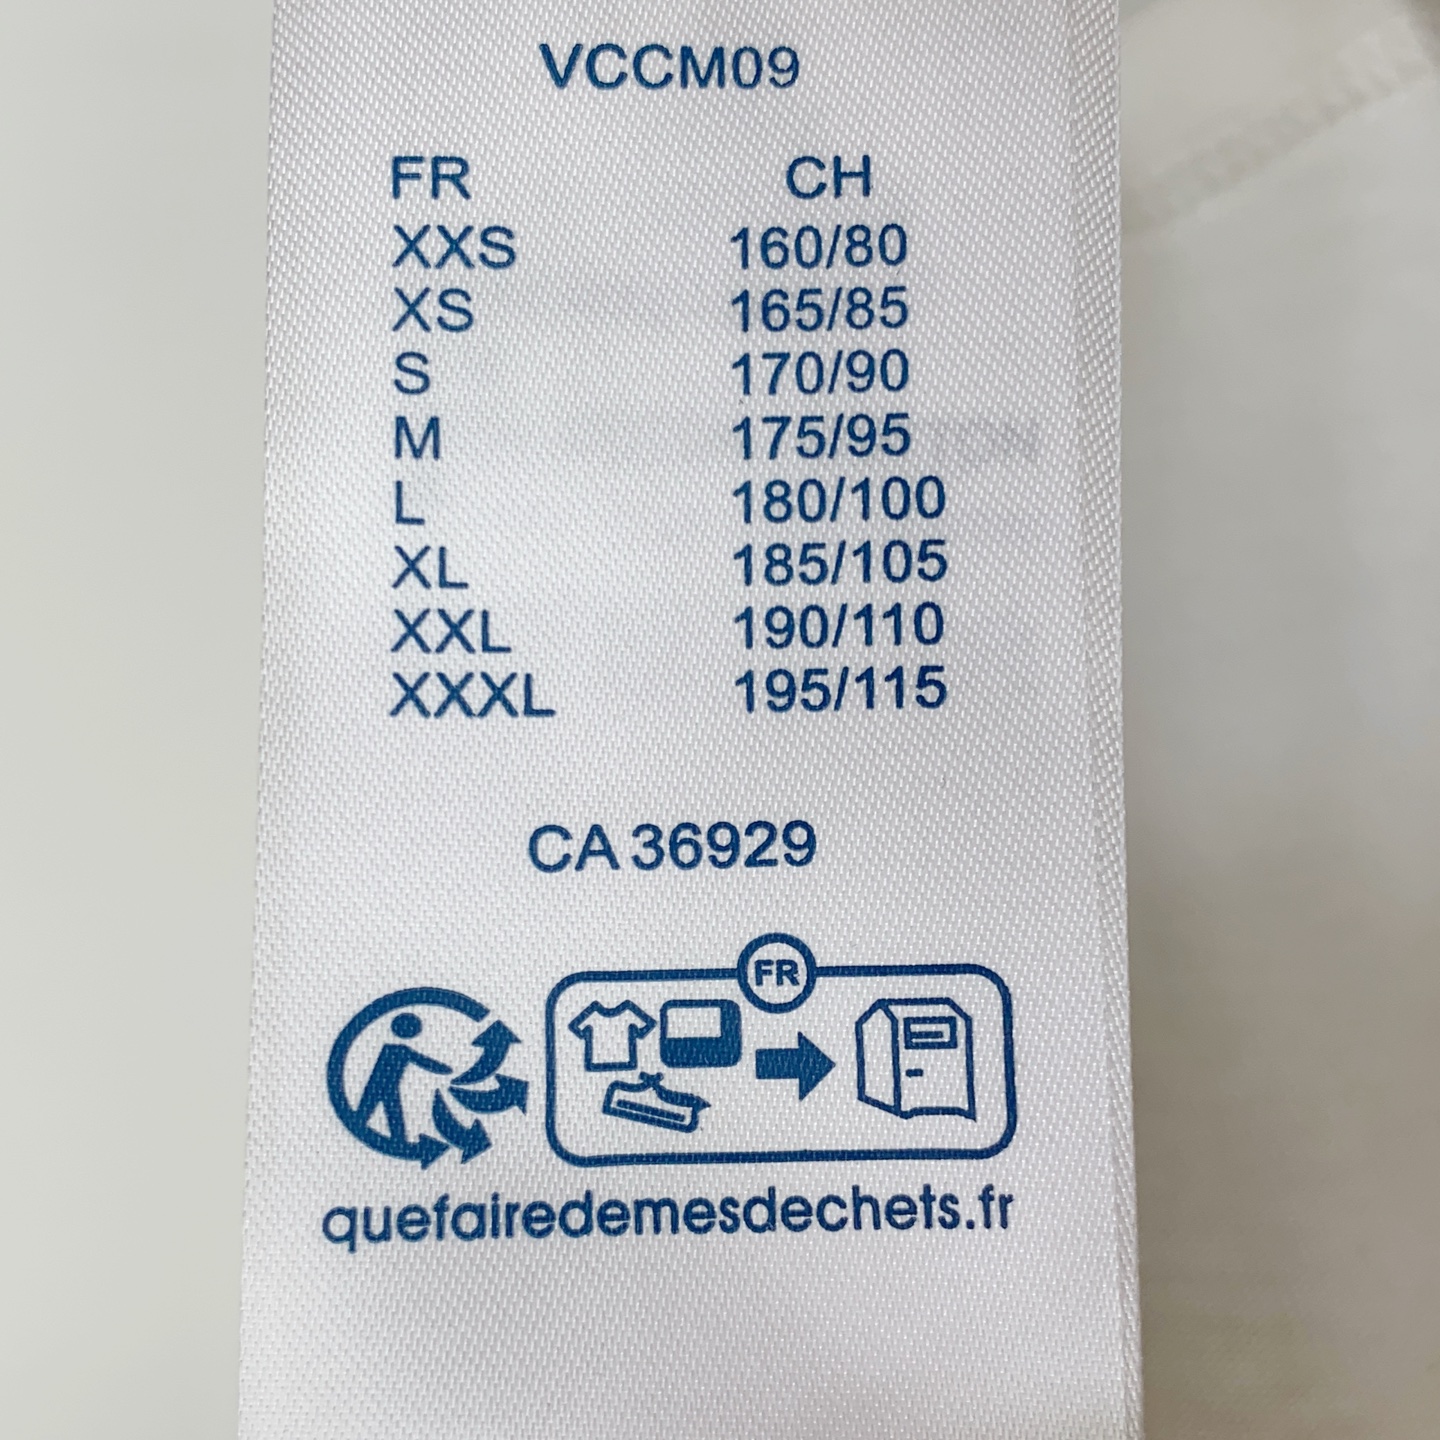 VCCM09
FR CH
XXS 160/80
XS 165/85
S 170/90
M 175/95
L 180/100
XL 185/105
XXL 190/110
XXXL 195/115
CA 36929
FR
quefairedemesdechets.fr